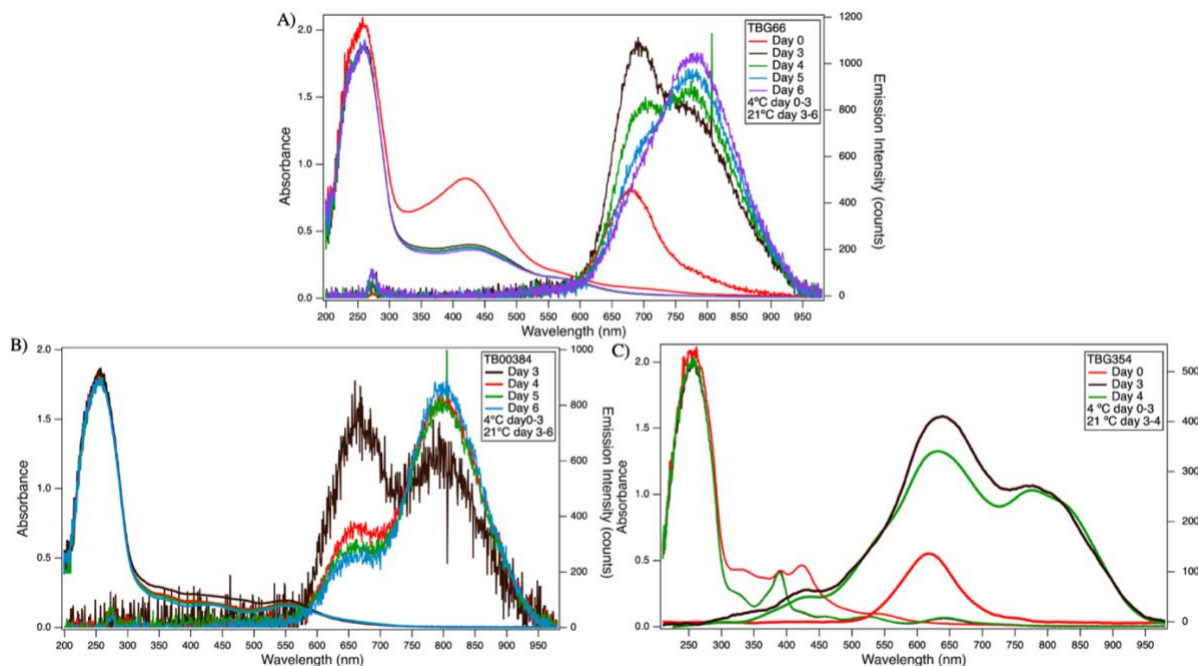 A)
TBG66
Day 0
Day 3
Day 4
Day 5
Day 6
4ºC day 0-3
21ºC day 3-6
Absorbance
2.0
1.5
1.0
0.5
0.0
1200
1000
800
600
400
200
0
Emission Intensity (counts)
200 250 300 350 400 450 500 550 600 650 700 750 800 850 900 950
Wavelength (nm)
B)
TB00384
Day 3
Day 4
Day 5
Day 6
4°C day0-3
21°C day 3-6
Absorbance
2.0
1.5
1.0
0.5
0.0
1000
800
600
400
200
0
Emission Intensity (counts)
200 250 300 350 400 450 500 550 600 650 700 750 800 850 900 950
Wavelength (nm)
C)
TBG354
Day 0
Day 3
Day 4
4 ºC day 0-3
21 ºC day 3-4
Absorbance
2.0
1.5
1.0
0.5
0.0
500
400
300
200
100
0
Emission Intensity (counts)
250 300 350 400 450 500 550 600 650 700 750 800 850 900 950
Wavelength (nm)